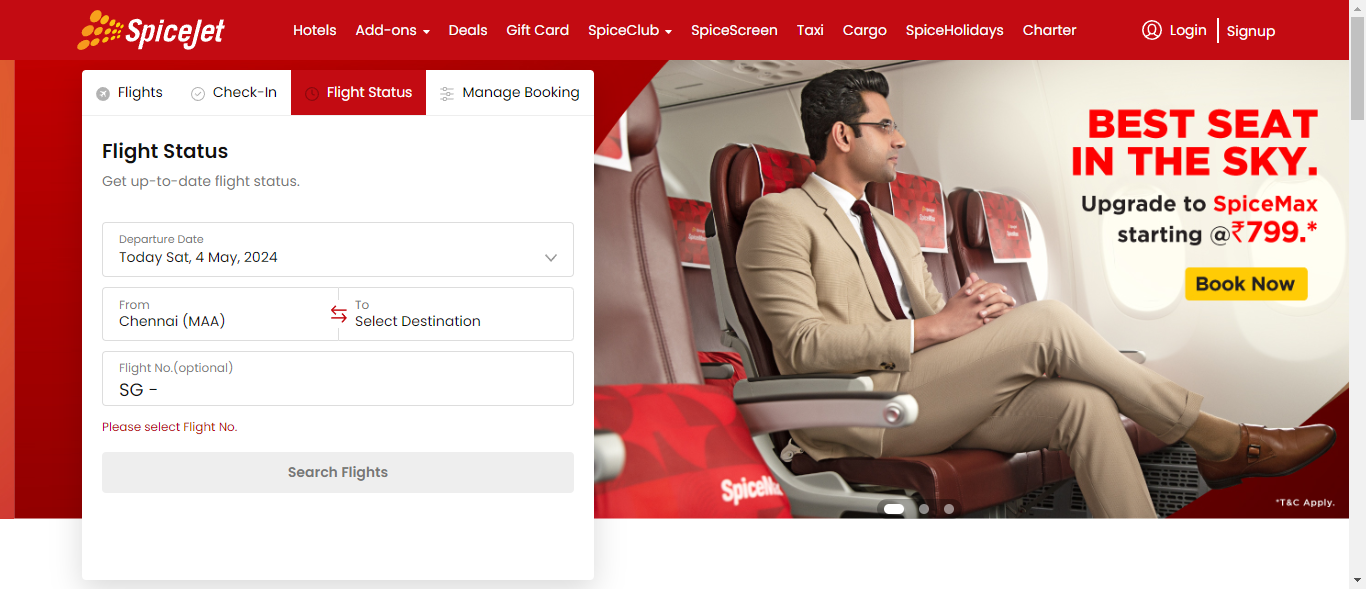 SpiceJet
Hotels Add-ons Deals Gift Card SpiceClub SpiceScreen Taxi Cargo SpiceHolidays Charter Login Signup
Flights Check-In Flight Status Manage Booking
Flight Status
Get up-to-date flight status.
Departure Date
Today Sat, 4 May, 2024
From To
Chennai (MAA) Select Destination
Flight No.(optional)
SG -
Please select Flight No.
Search Flights
BEST SEAT
IN THE SKY.
Upgrade to SpiceMax
starting @₹799.*
Book Now
*T&C Apply.